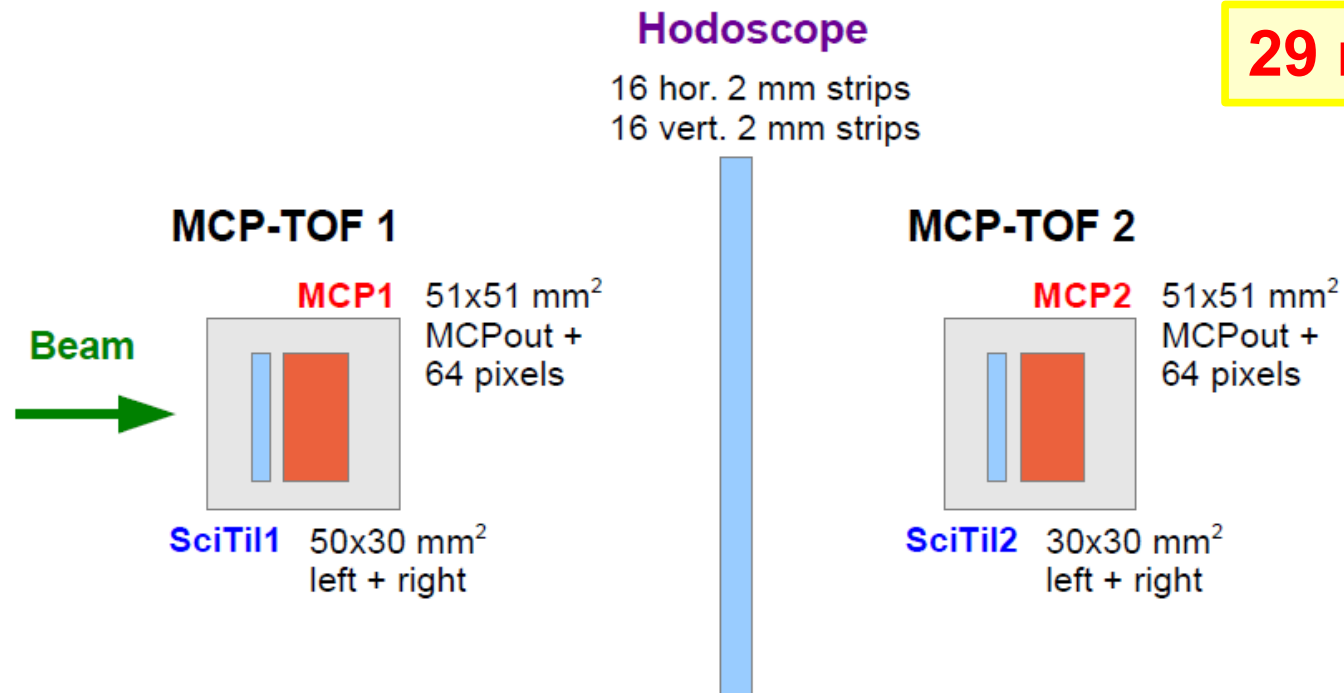 Hodoscope
29
16 hor. 2 mm strips
16 vert. 2 mm strips
MCP-TOF 1
MCP-TOF 2
MCP1 51x51 mm²
MCPout +
64 pixels
MCP2 51x51 mm²
MCPout +
64 pixels
Beam
SciTil1 50x30 mm²
left + right
SciTil2 30x30 mm²
left + right